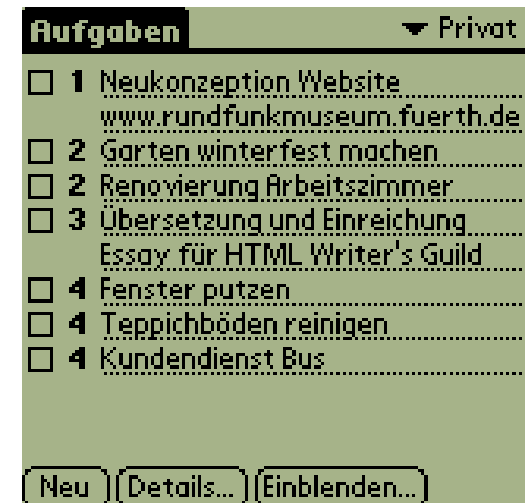 Aufgaben Privat
1 Neukonzeption Website
www.rundfunkmuseum.fuerth.de
2 Garten winterfest machen
2 Renovierung Arbeitszimmer
3 Übersetzung und Einreichung
Essay für HTML Writer's Guild
4 Fenster putzen
4 Teppichböden reinigen
4 Kundendienst Bus
Neu Details... Einblenden...